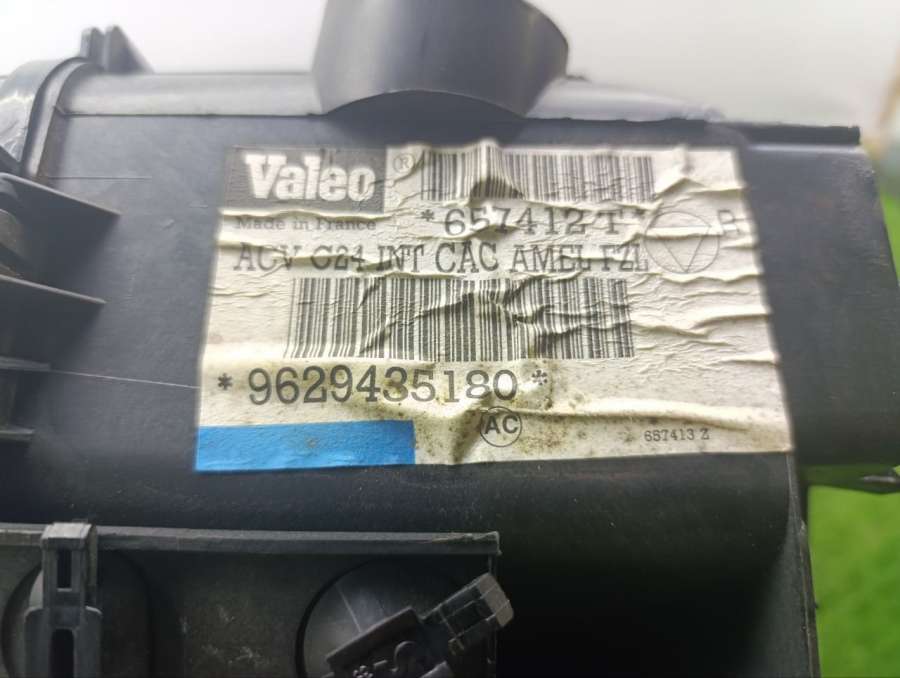 Valeo ®
*657412 T*
Made in France
ACV C24 INT CAC AMEL FZL
R
*9629435180*
AC
657413 Z